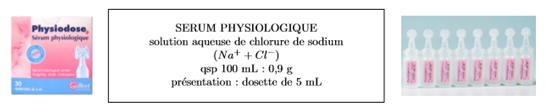 Physiodose
Sérum physiologique
30
SERUM PHYSIOLOGIQUE
solution aqueuse de chlorure de sodium
(Na⁺ + Cl⁻)
qsp 100 mL : 0,9 g
présentation : dosette de 5 mL